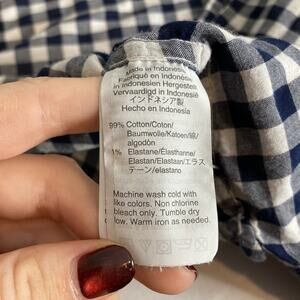 Made in Indonesia
Fabriqué en Indonésie
in Indonesien Hergestellt
Vervaardigd in Indonesië
インドネシア製
Hecho en Indonesia
99% Cotton/Coton/
Baumwolle/Katoen/綿/
algodón
1% Elastane/Élasthanne/
Elastan/Elastaan/エラス
テーン/elastano
Machine wash cold with
like colors. Non chlorine
bleach only. Tumble dry
low. Warm iron as needed.